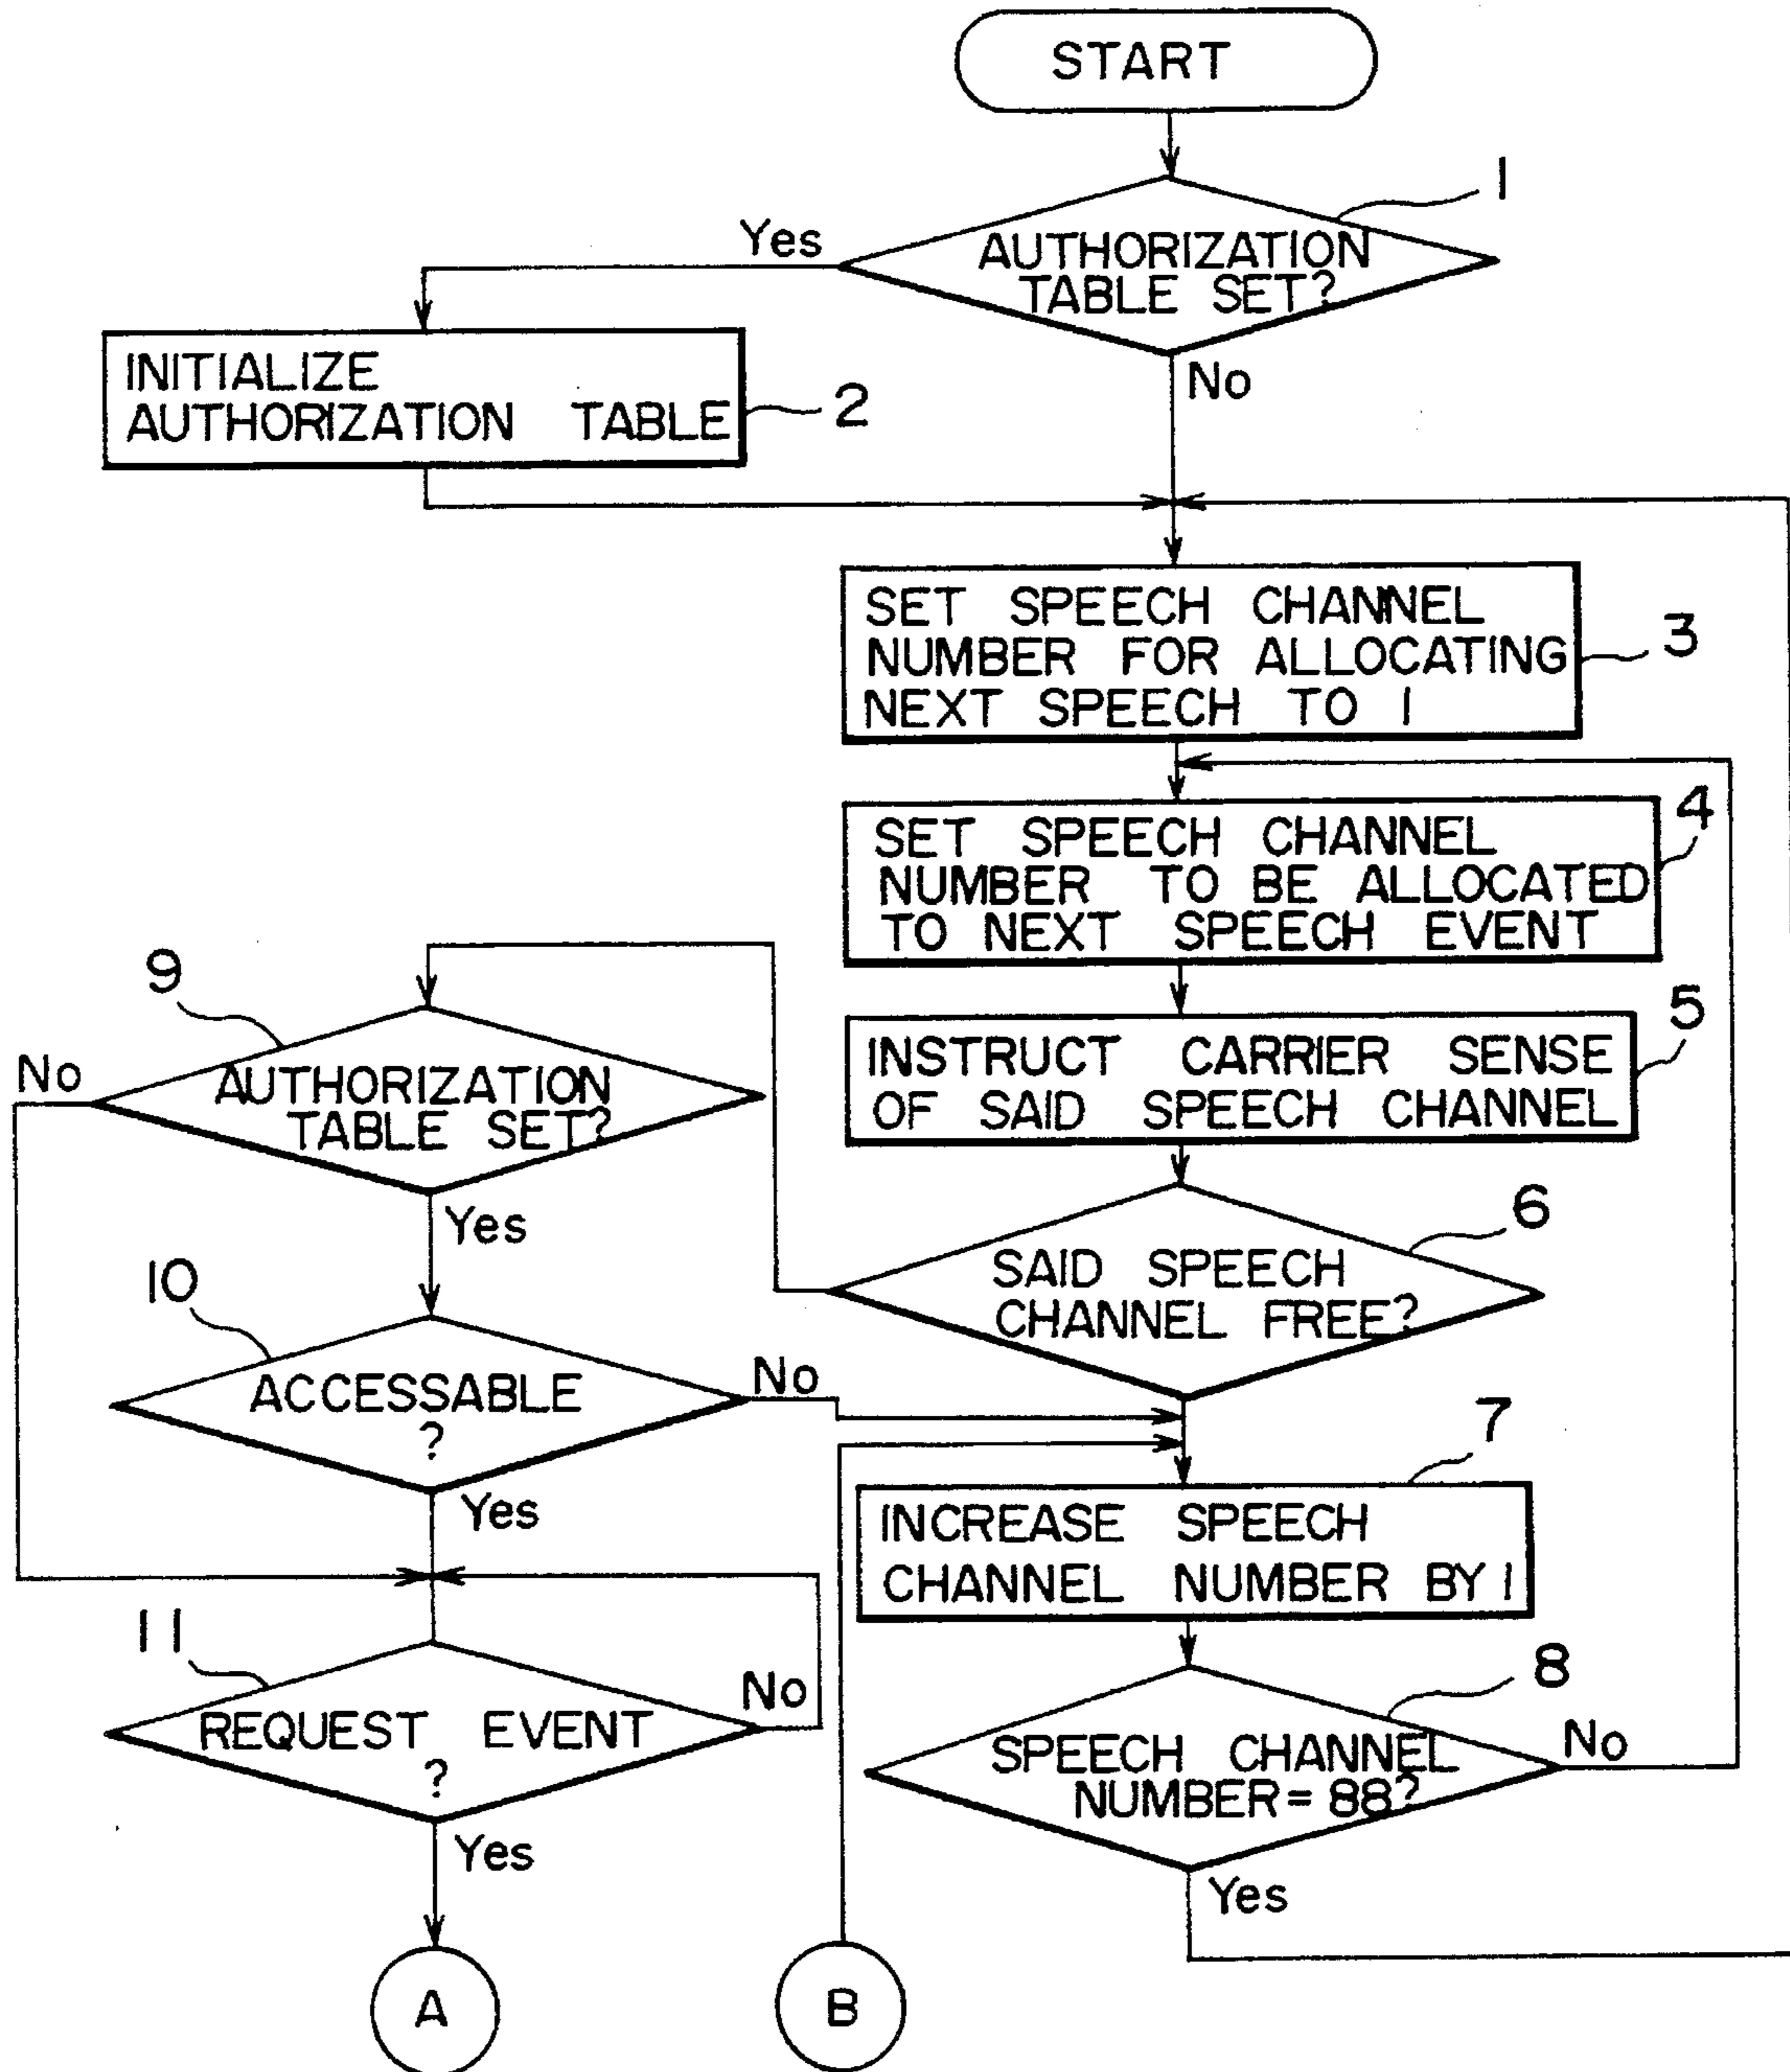 START
1
Yes
AUTHORIZATION
TABLE SET?
No
INITIALIZE
AUTHORIZATION TABLE
2
SET SPEECH CHANNEL
NUMBER FOR ALLOCATING
NEXT SPEECH TO 1
3
SET SPEECH CHANNEL
NUMBER TO BE ALLOCATED
TO NEXT SPEECH EVENT
4
INSTRUCT CARRIER SENSE
OF SAID SPEECH CHANNEL
5
9
No
AUTHORIZATION
TABLE SET?
Yes
6
SAID SPEECH
CHANNEL FREE?
10
ACCESSABLE
?
No
Yes
7
INCREASE SPEECH
CHANNEL NUMBER BY 1
11
REQUEST EVENT
?
No
Yes
8
SPEECH CHANNEL
NUMBER = 88?
No
Yes
A
B